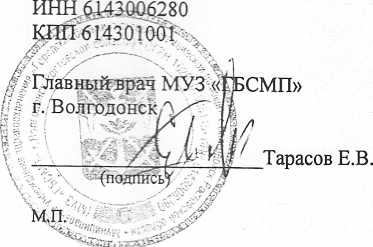 ИНН 6143006280
КПП 614301001
Главный врач МУЗ «ГБСМП»
г. Волгодонск
Тарасов Е.В.
(подпись)
М.П.